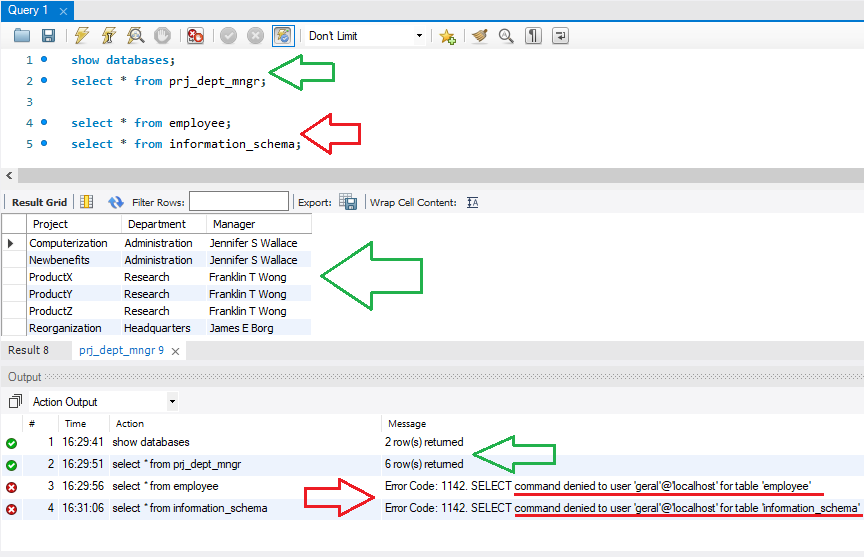 Query 1
Don't Limit
1 show databases;
2 select * from prj_dept_mngr;
3
4 select * from employee;
5 select * from information_schema;
Result Grid Filter Rows: Export: Wrap Cell Content:
Project Department Manager
Computerization Administration Jennifer S Wallace
Newbenefits Administration Jennifer S Wallace
ProductX Research Franklin T Wong
ProductY Research Franklin T Wong
ProductZ Research Franklin T Wong
Reorganization Headquarters James E Borg
Result 8 prj_dept_mngr 9
Output
Action Output
# Time Action Message
1 16:29:41 show databases 2 row(s) returned
2 16:29:51 select * from prj_dept_mngr 6 row(s) returned
3 16:29:56 select * from employee Error Code: 1142. SELECT command denied to user 'geral'@'localhost' for table 'employee'
4 16:31:06 select * from information_schema Error Code: 1142. SELECT command denied to user 'geral'@'localhost' for table 'information_schema'